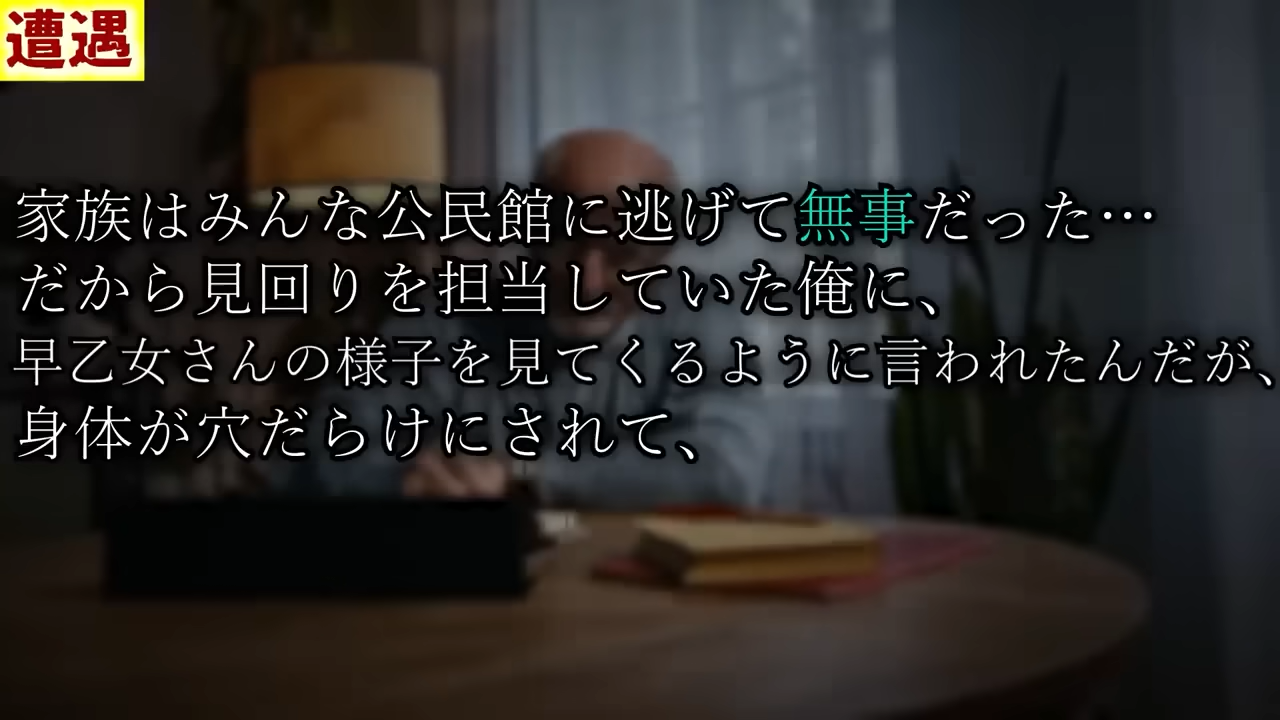 遭遇
家族はみんな公民館に逃げて無事だった…
だから見回りを担当していた俺に、
早乙女さんの様子を見てくるように言われたんだが、
身体が穴だらけにされて、